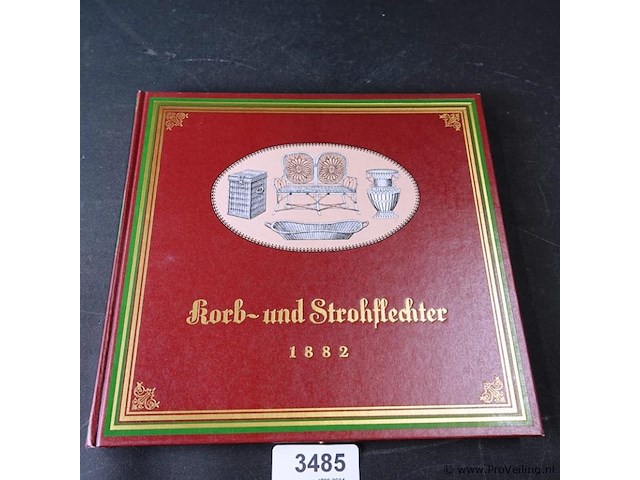 Korb- und Strohflechter
1882
3485
© www.ProVeiling.nl